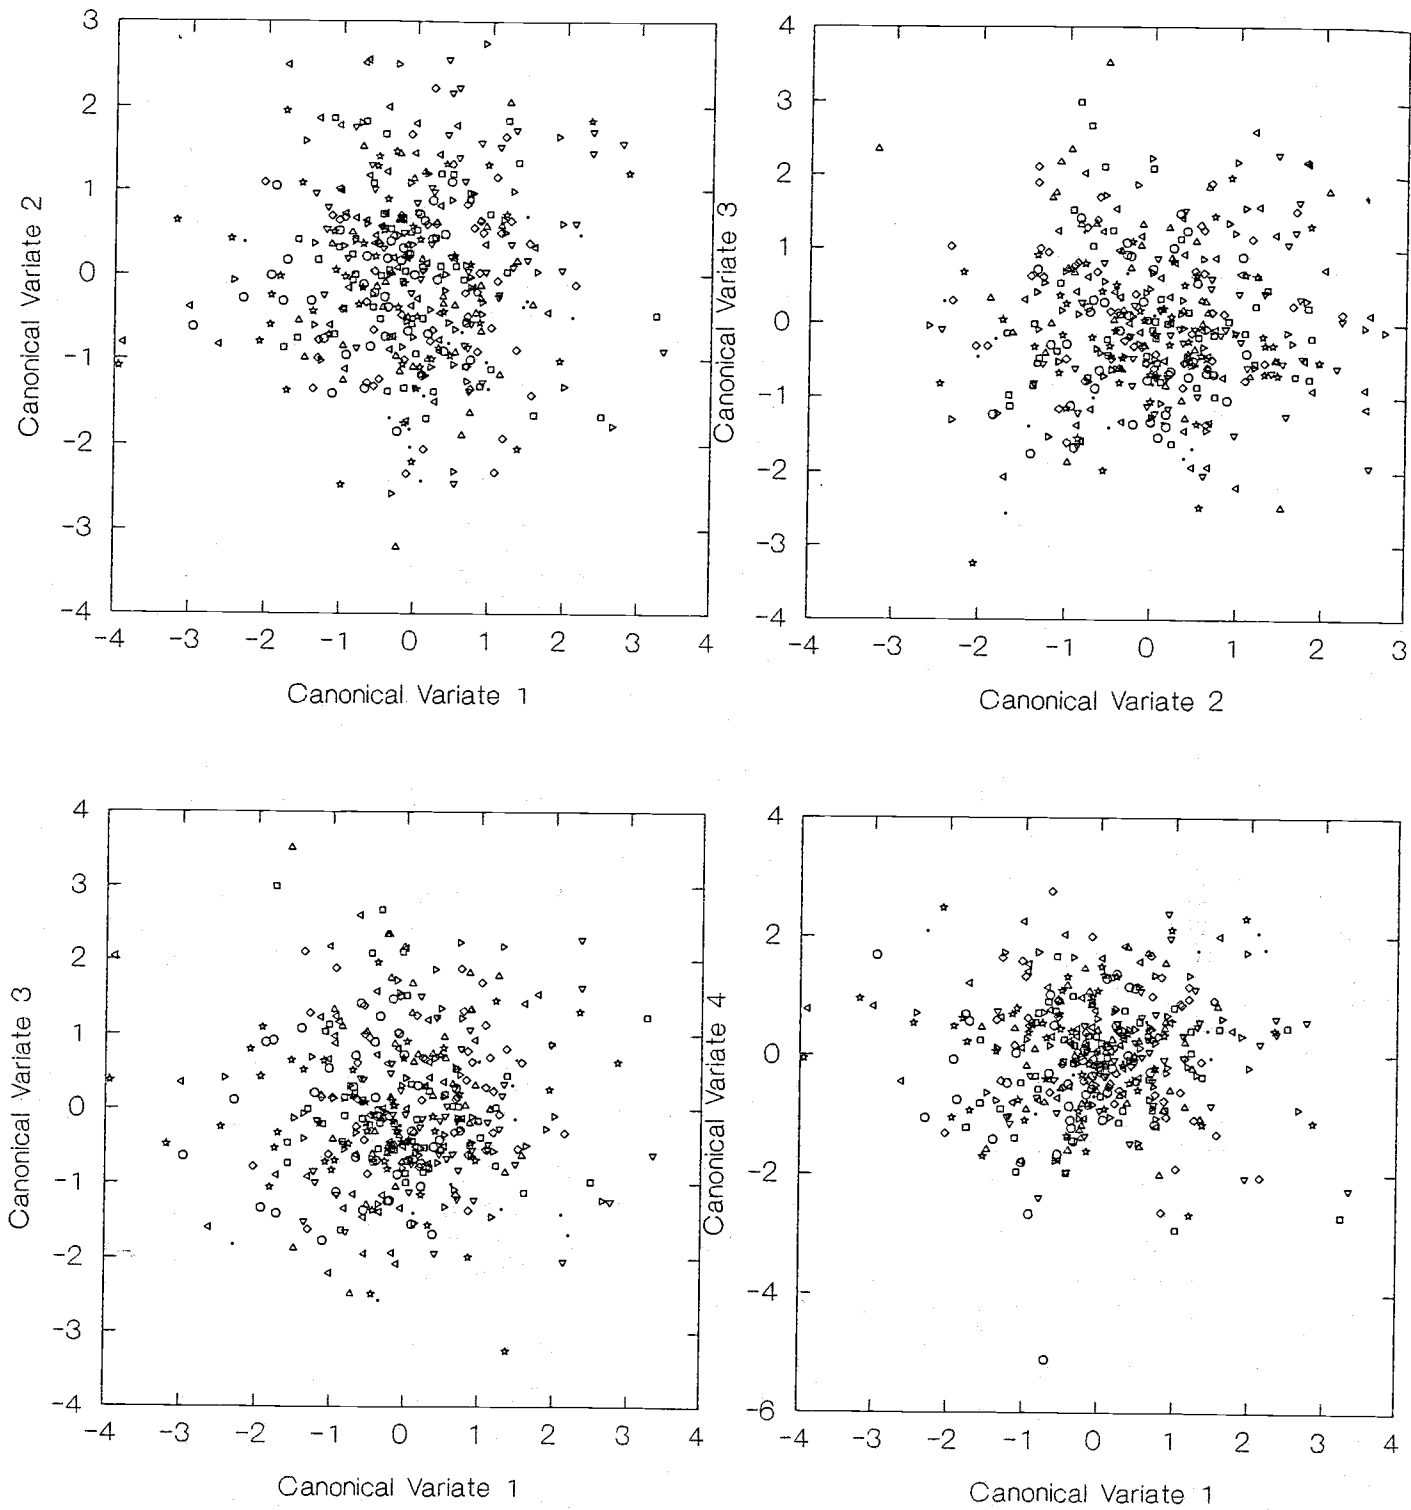 3
2
1
0
-1
-2
-3
-4
Canonical Variate 2
-4 -3 -2 -1 0 1 2 3 4
Canonical Variate 1
4
3
2
1
0
-1
-2
-3
-4
Canonical Variate 3
-4 -3 -2 -1 0 1 2 3
Canonical Variate 2
4
3
2
1
0
-1
-2
-3
-4
Canonical Variate 3
-4 -3 -2 -1 0 1 2 3 4
Canonical Variate 1
4
2
0
-2
-4
-6
Canonical Variate 4
-4 -3 -2 -1 0 1 2 3 4
Canonical Variate 1